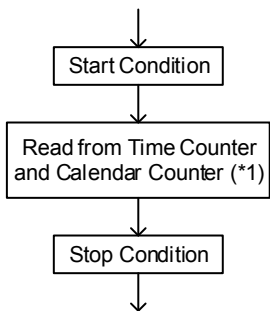 Start Condition
Read from Time Counter
and Calendar Counter (*1)
Stop Condition